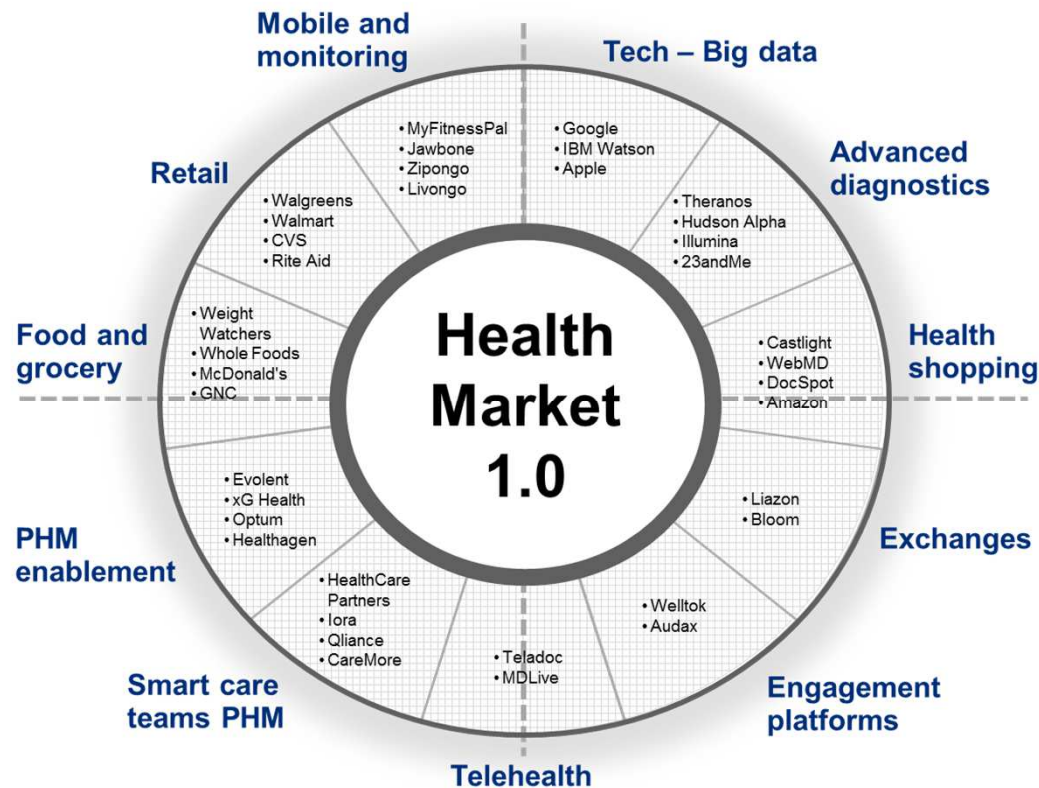 Mobile and
monitoring
Tech – Big data
• MyFitnessPal
• Jawbone
• Zipongo
• Livongo
• Google
• IBM Watson
• Apple
Retail
Advanced
diagnostics
• Walgreens
• Walmart
• CVS
• Rite Aid
• Theranos
• Hudson Alpha
• Illumina
• 23andMe
Food and
grocery
• Weight
Watchers
• Whole Foods
• McDonald's
• GNC
Health
Market
1.0
• Castlight
• WebMD
• DocSpot
• Amazon
Health
shopping
PHM
enablement
• Evolent
• xG Health
• Optum
• Healthagen
• Liazon
• Bloom
Exchanges
Smart care
teams PHM
• HealthCare
Partners
• Iora
• Qliance
• CareMore
• Teladoc
• MDLive
• Welltok
• Audax
Engagement
platforms
Telehealth